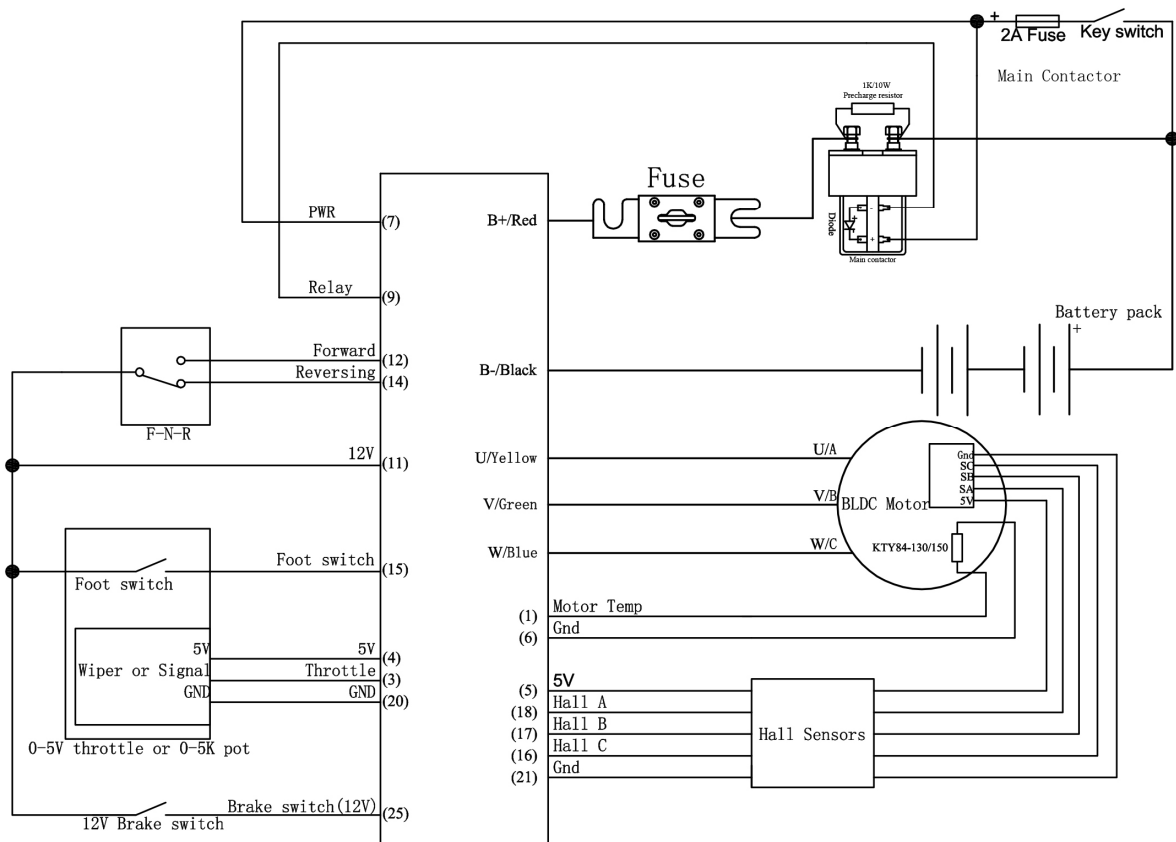 +
2A Fuse
Key switch
Main Contactor
1K/10W
Precharge resistor
Fuse
PWR
(7)
B+/Red
Diode
-
+
+
Main contactor
Relay
(9)
Battery pack
+
Forward
(12)
Reversing
(14)
B-/Black
F-N-R
12V
(11)
U/Yellow
U/A
Gnd
SC
SB
SA
5V
V/Green
V/B
BLDC Motor
W/Blue
W/C
KTY84-130/150
Foot switch
(15)
Foot switch
(1)
Motor Temp
(6)
Gnd
5V
5V
(4)
Wiper or Signal
Throttle
(3)
GND
GND
(20)
0-5V throttle or 0-5K pot
(5)
5V
(18)
Hall A
(17)
Hall B
(16)
Hall C
(21)
Gnd
Hall Sensors
Brake switch(12V)
(25)
12V Brake switch